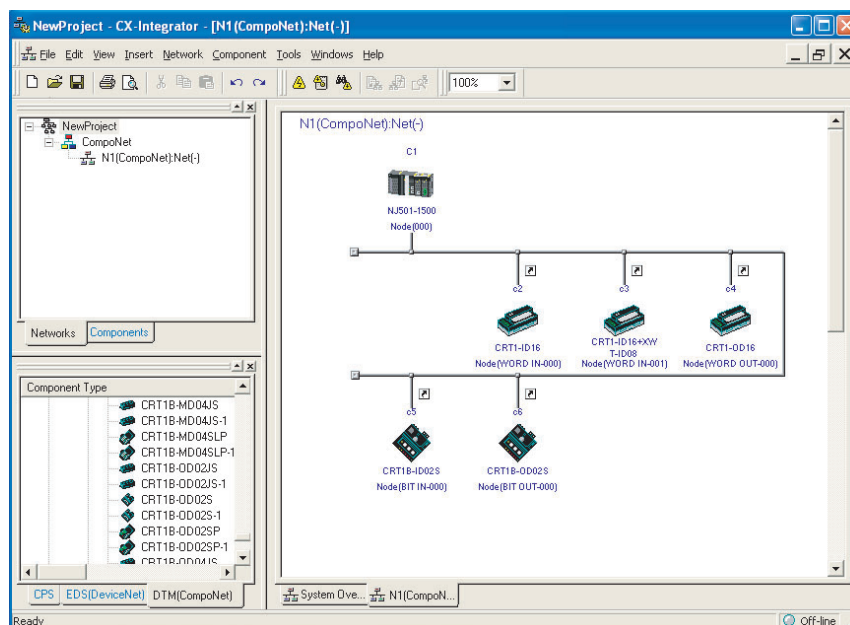 NewProject - CX-Integrator - [N1(CompoNet):Net(-)]
File Edit View Insert Network Component Tools Windows Help
100%
NewProject
CompoNet
N1(CompoNet):Net(-)
Networks Components
Component Type
CRT1B-MD04JS
CRT1B-MD04JS-1
CRT1B-MD04SLP
CRT1B-MD04SLP-1
CRT1B-OD02JS
CRT1B-OD02JS-1
CRT1B-OD02S
CRT1B-OD02S-1
CRT1B-OD02SP
CRT1B-OD02SP-1
CRT1B-OD04JS
CPS EDS(DeviceNet) DTM(CompoNet)
N1(CompoNet):Net(-)
C1
NJ501-1500
Node(000)
c2 c3 c4
CRT1-ID16
Node(WORD IN-000)
CRT1-ID16+XW
T-ID08
Node(WORD IN-001)
CRT1-OD16
Node(WORD OUT-000)
c5 c6
CRT1B-ID02S
Node(BIT IN-000)
CRT1B-OD02S
Node(BIT OUT-000)
System Ove... N1(CompoN...
Ready Off-line